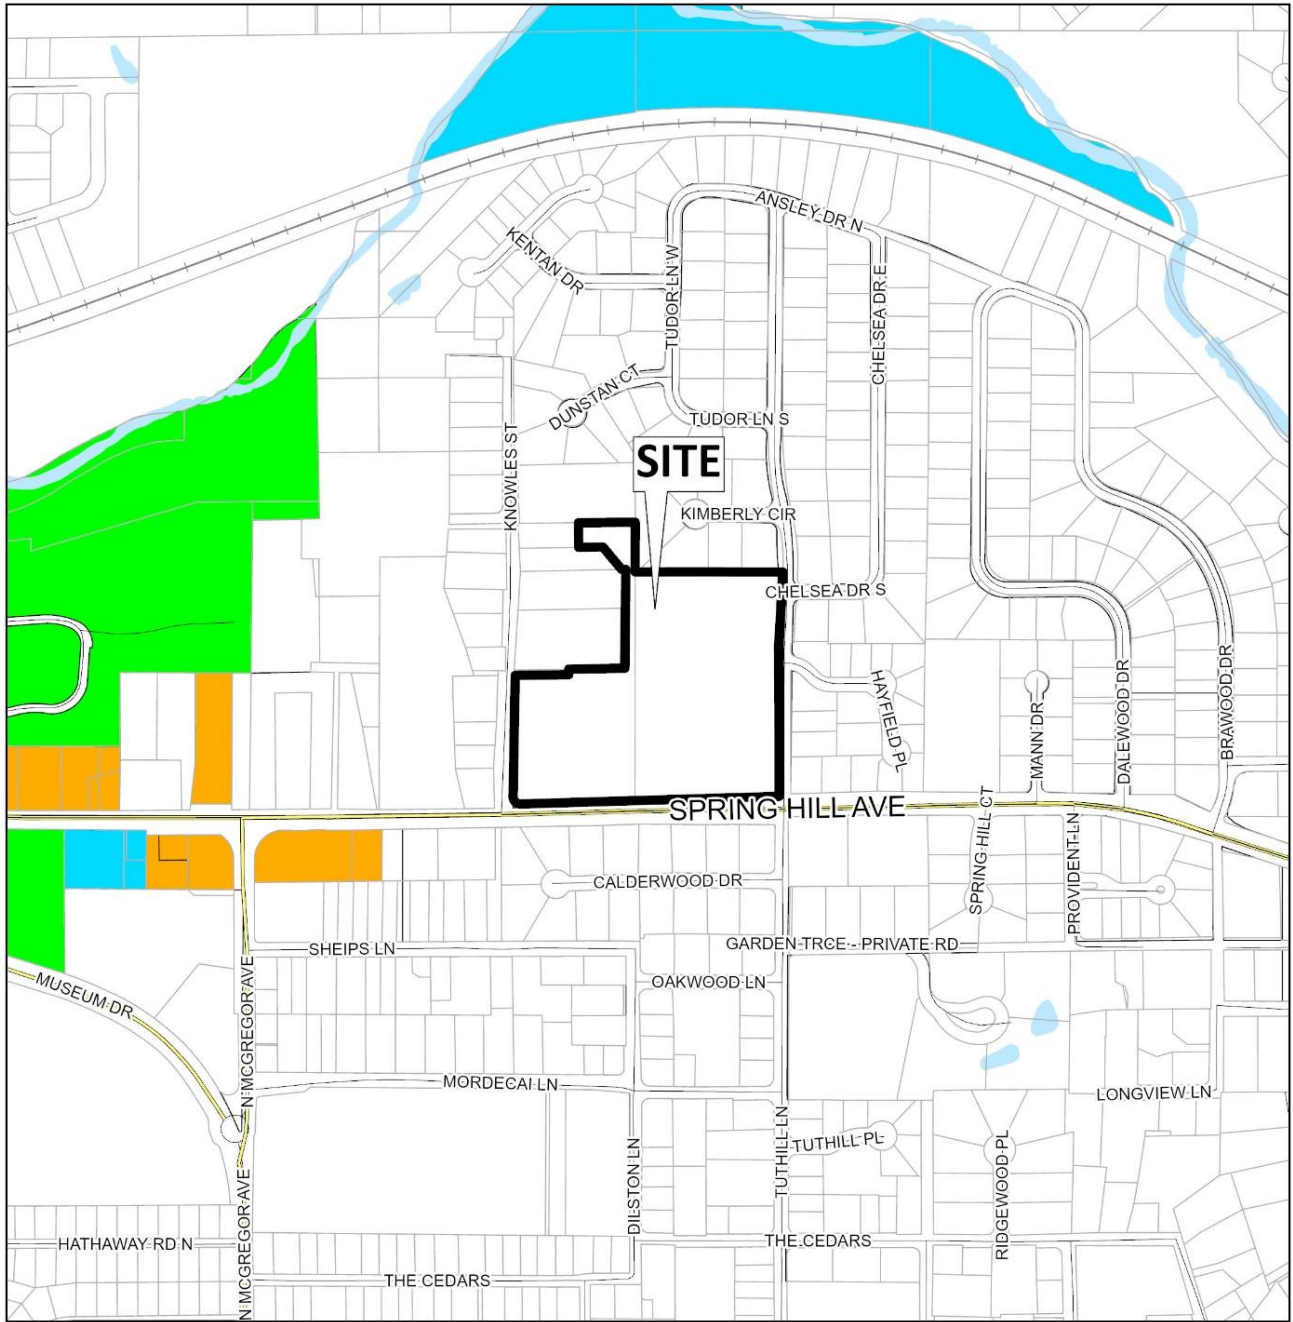 ANSLEY DR N
KENTAN DR
TUDOR LN W
CHELSEA DR E
DUNSTAN CT
TUDOR LN S
KNOWLES ST
SITE
KIMBERLY CIR
CHELSEA DR S
HAYFIELD PL
MANN DR
DALEWOOD DR
BRAWOOD DR
SPRING HILL AVE
SPRING HILL CT
PROVIDENT LN
CALDERWOOD DR
GARDEN TRCE - PRIVATE RD
SHEIPS LN
OAKWOOD LN
MUSEUM DR
N MCGREGOR AVE
MORDECAI LN
LONGVIEW LN
TUTHILL LN
TUTHILL PL
DILSTON LN
RIDGEWOOD PL
N MCGREGOR AVE
HATHAWAY RD N
THE CEDARS
THE CEDARS